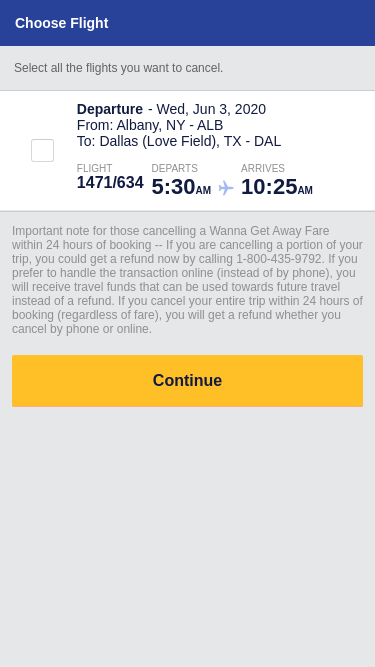 Choose Flight
Select all the flights you want to cancel.
Departure - Wed, Jun 3, 2020
From: Albany, NY - ALB
To: Dallas (Love Field), TX - DAL
FLIGHT DEPARTS ARRIVES
1471/634 5:30AM 10:25AM
Important note for those cancelling a Wanna Get Away Fare
within 24 hours of booking -- If you are cancelling a portion of your
trip, you could get a refund now by calling 1-800-435-9792. If you
prefer to handle the transaction online (instead of by phone), you
will receive travel funds that can be used towards future travel
instead of a refund. If you cancel your entire trip within 24 hours of
booking (regardless of fare), you will get a refund whether you
cancel by phone or online.
Continue